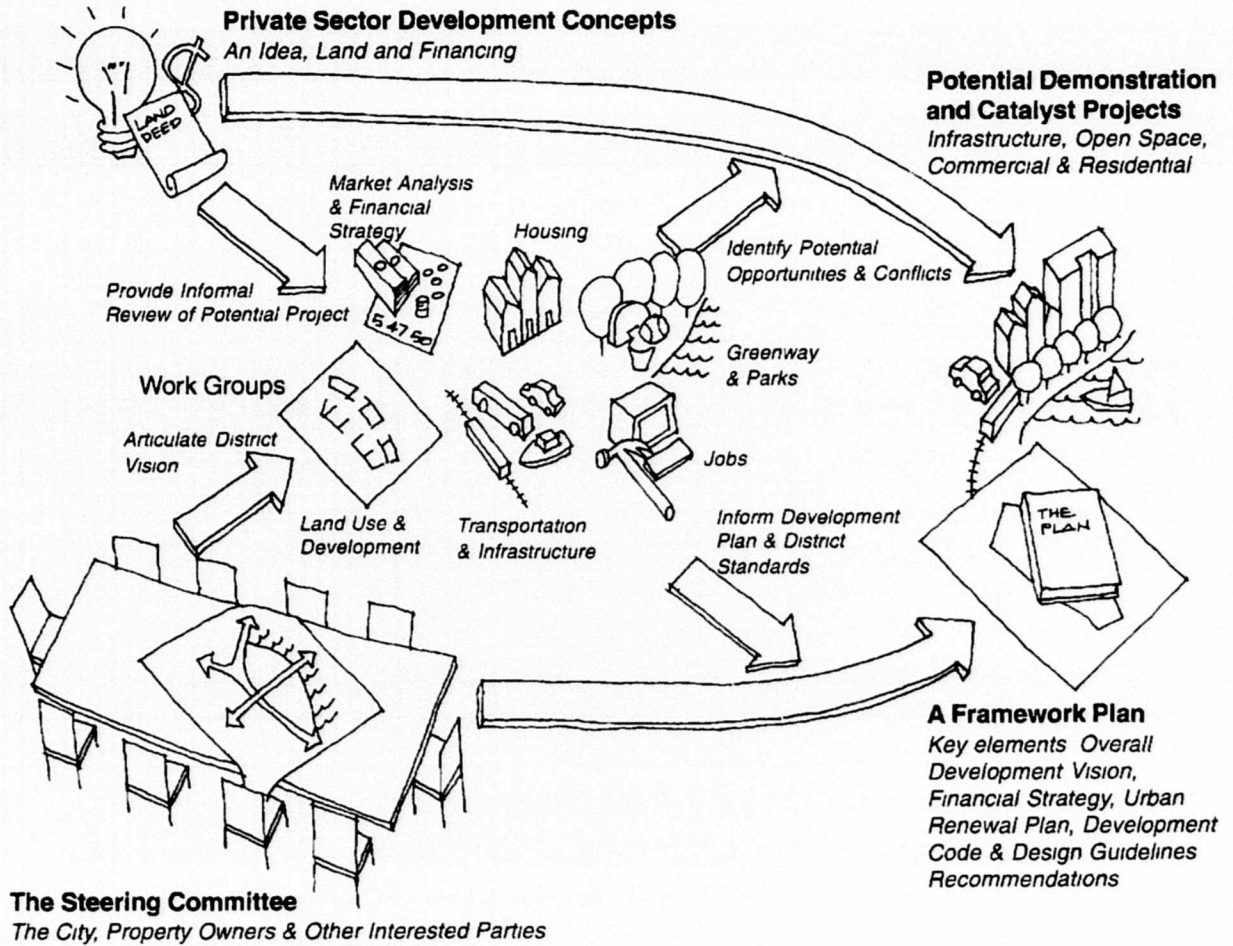 Private Sector Development Concepts
An Idea, Land and Financing
LAND
DEED
Potential Demonstration
and Catalyst Projects
Infrastructure, Open Space,
Commercial & Residential
Market Analysis
& Financial
Strategy
Housing
Identify Potential
Opportunities & Conflicts
Provide Informal
Review of Potential Project
5 47 50
Greenway
& Parks
Work Groups
Articulate District
Vision
Jobs
Land Use &
Development
Transportation
& Infrastructure
Inform Development
Plan & District
Standards
THE
PLAN
A Framework Plan
Key elements Overall
Development Vision,
Financial Strategy, Urban
Renewal Plan, Development
Code & Design Guidelines
Recommendations
The Steering Committee
The City, Property Owners & Other Interested Parties